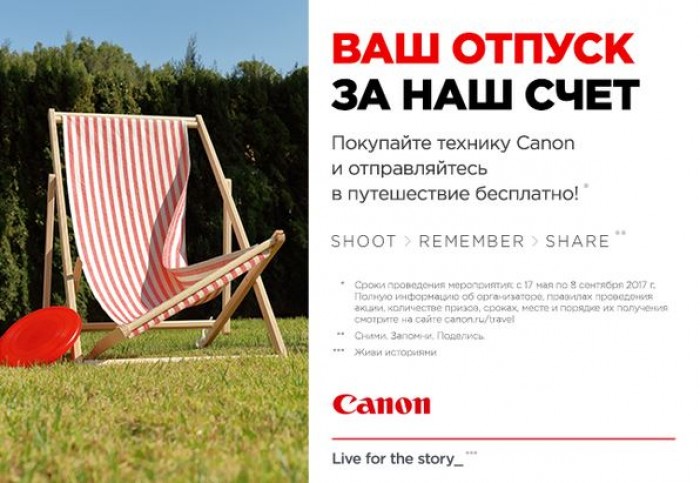 ВАШ ОТПУСК
ЗА НАШ СЧЕТ
Покупайте технику Canon
и отправляйтесь
в путешествие бесплатно! *
SHOOT > REMEMBER > SHARE **
* Сроки проведения мероприятия: с 17 мая по 8 сентября 2017 г.
Полную информацию об организаторе, правилах проведения
акции, количестве призов, сроках, месте и порядке их получения
смотрите на сайте canon.ru/travel
** Сними. Запомни. Поделись.
*** Живи историями
Canon
Live for the story_ ***